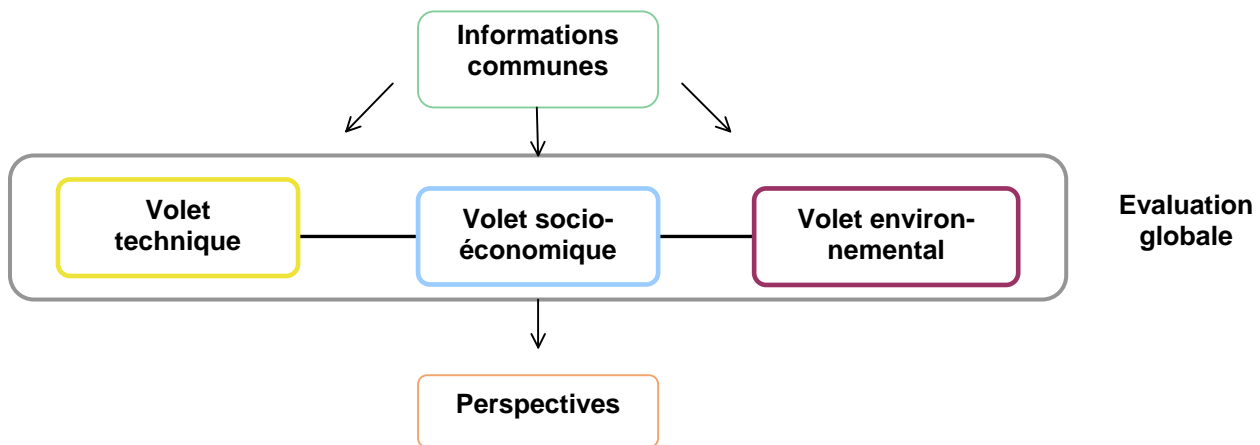 Informations
communes
Volet
technique
Volet socio-
économique
Volet environ-
nemental
Evaluation
globale
Perspectives